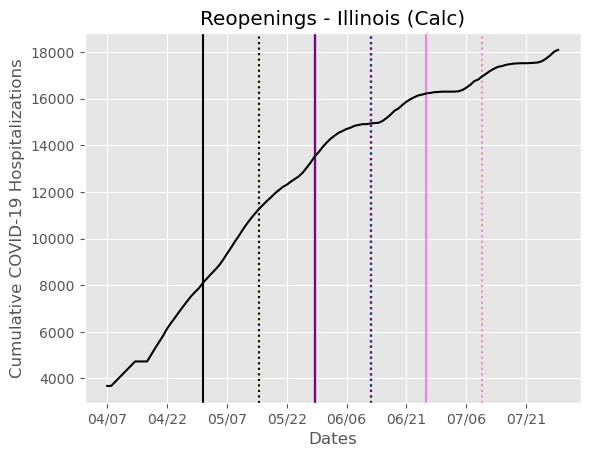 Reopenings - Illinois (Calc)
Cumulative COVID-19 Hospitalizations
18000
16000
14000
12000
10000
8000
6000
4000
04/07 04/22 05/07 05/22 06/06 06/21 07/06 07/21
Dates